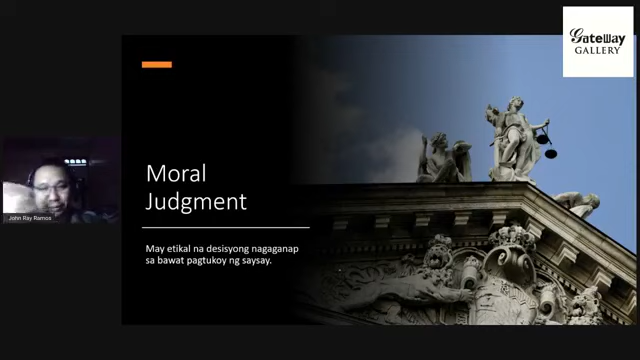 GateWay
GALLERY
Moral
Judgment
May etikal na desisyong nagaganap
sa bawat pagtukoy ng saysay.
John Ray Ramos